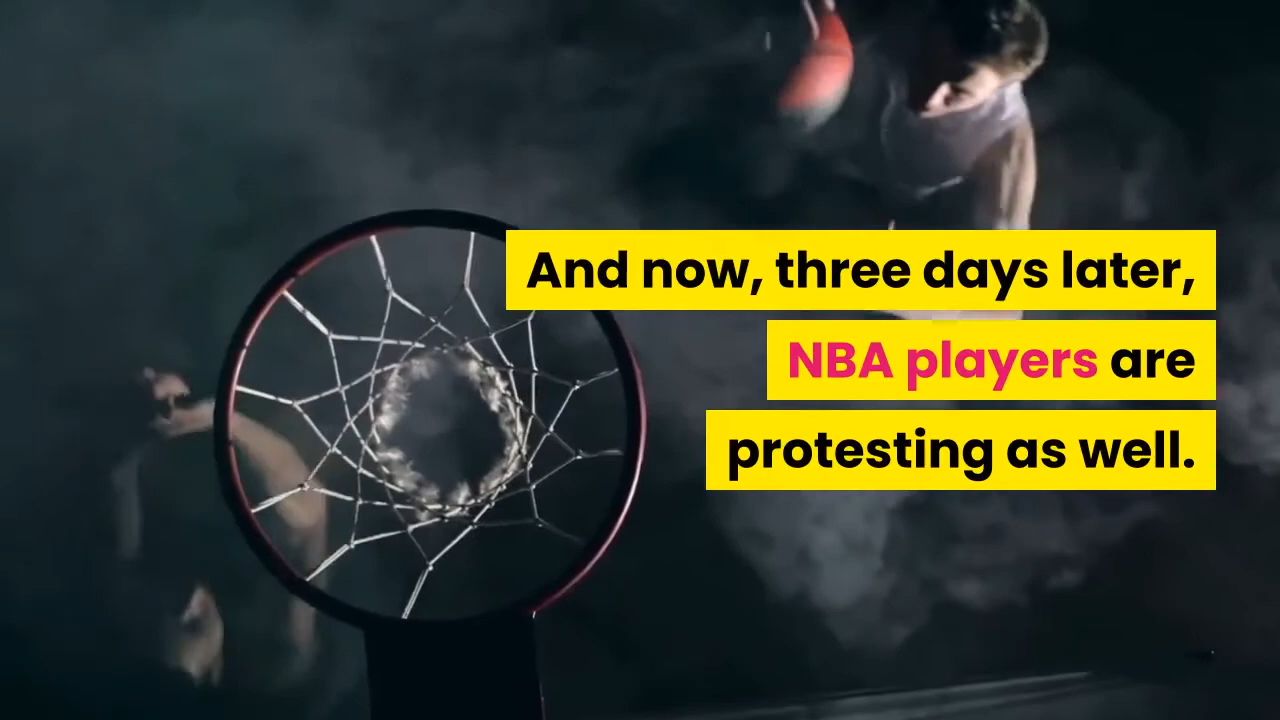 And now, three days later,
NBA players are
protesting as well.